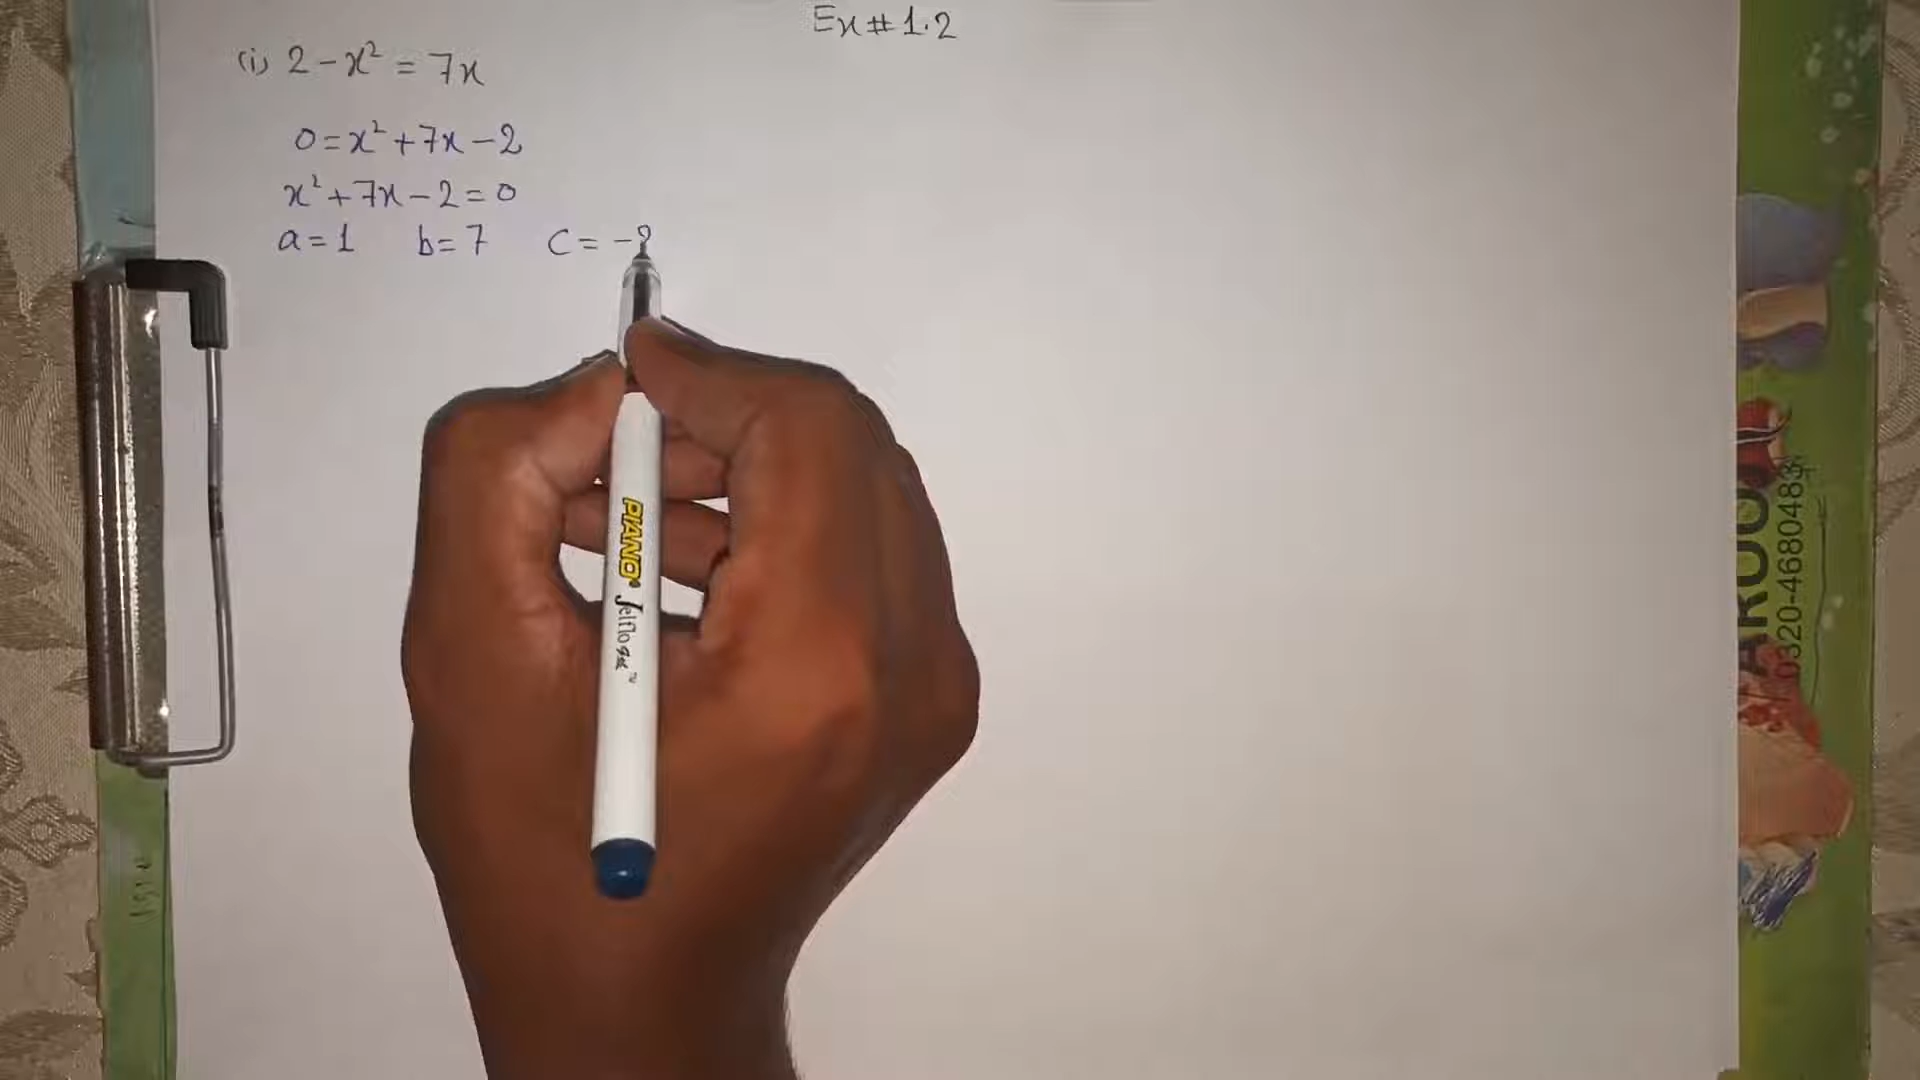 Ex # 1.2
(i) 2 - x² = 7x
0 = x² + 7x - 2
x² + 7x - 2 = 0
a = 1 b = 7 C = -2
PIANO
0320-4680483